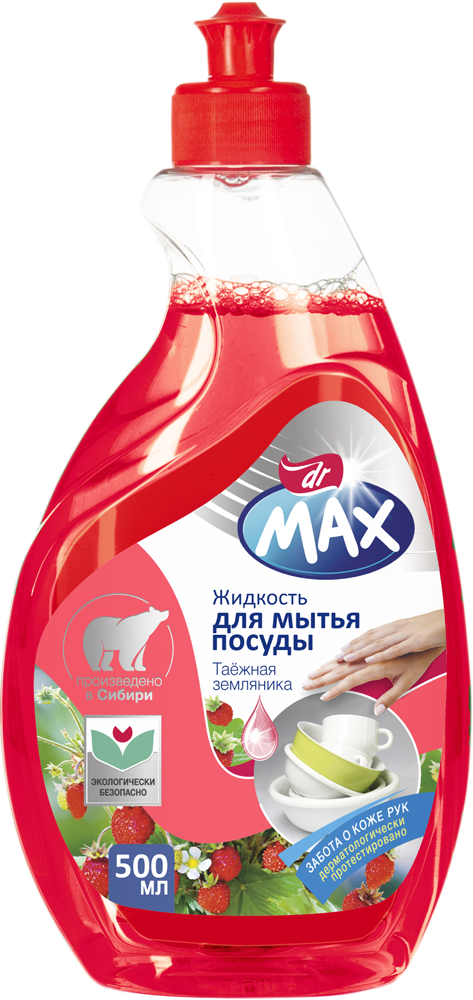 dr
MAX
Жидкость
для мытья
посуды
Таёжная
земляника
произведено
в Сибири
ЭКОЛОГИЧЕСКИ
БЕЗОПАСНО
ЗАБОТА О КОЖЕ РУК
дерматологически
протестировано
500
МЛ